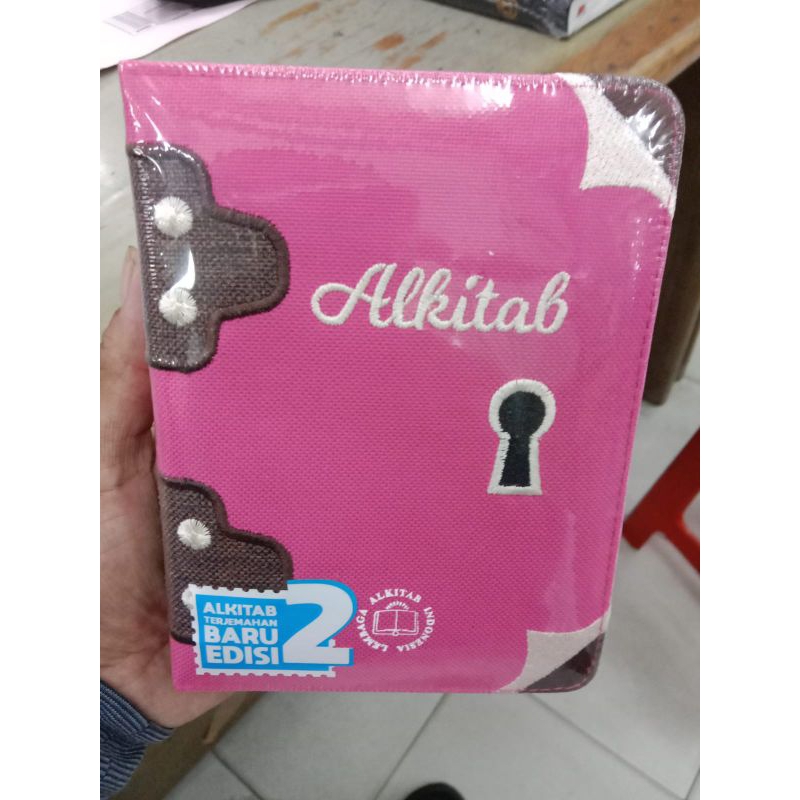 Alkitab
ALKITAB
TERJEMAHAN
BARU
EDISI
2
LEMBAGA ALKITAB INDONESIA